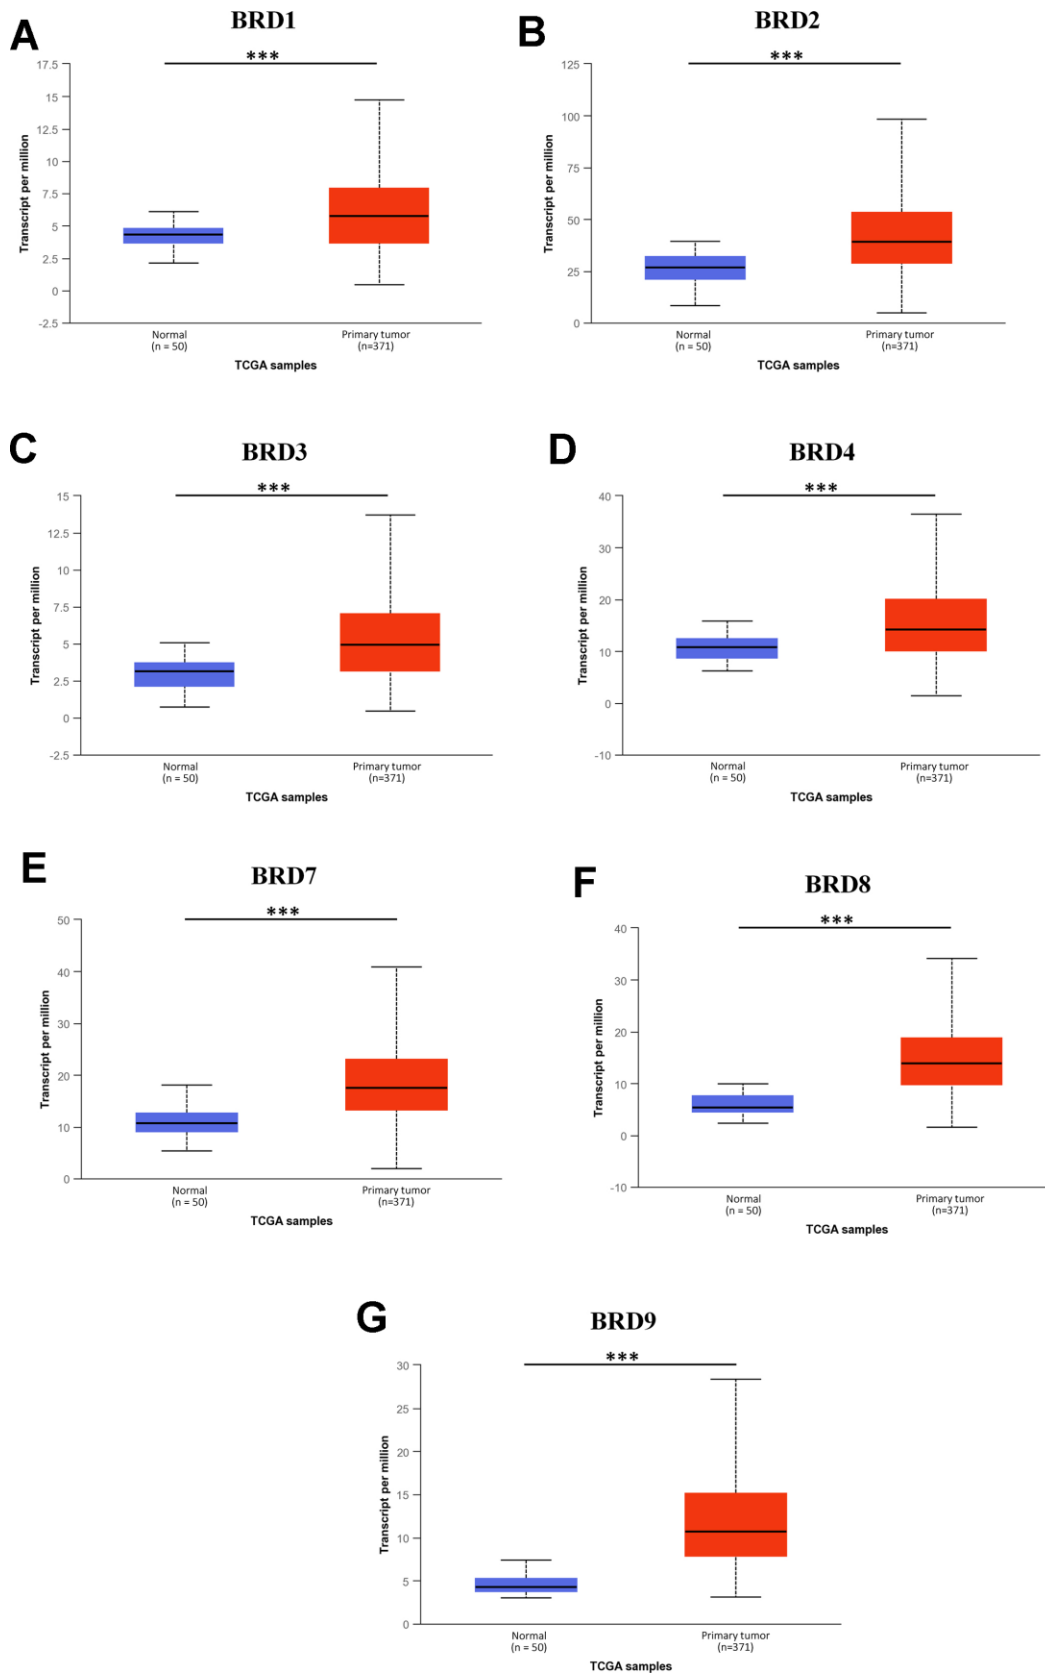 A
BRD1
***
17.5
15
12.5
10
7.5
5
2.5
0
-2.5
Transcript per million
Normal
(n = 50)
Primary tumor
(n=371)
TCGA samples
B
BRD2
***
125
100
75
50
25
0
Transcript per million
Normal
(n = 50)
Primary tumor
(n=371)
TCGA samples
C
BRD3
***
15
12.5
10
7.5
5
2.5
0
-2.5
Transcript per million
Normal
(n = 50)
Primary tumor
(n=371)
TCGA samples
D
BRD4
***
40
30
20
10
0
-10
Transcript per million
Normal
(n = 50)
Primary tumor
(n=371)
TCGA samples
E
BRD7
***
50
40
30
20
10
0
Transcript per million
Normal
(n = 50)
Primary tumor
(n=371)
TCGA samples
F
BRD8
***
40
30
20
10
0
-10
Transcript per million
Normal
(n = 50)
Primary tumor
(n=371)
TCGA samples
G
BRD9
***
30
25
20
15
10
5
0
Transcript per million
Normal
(n = 50)
Primary tumor
(n=371)
TCGA samples